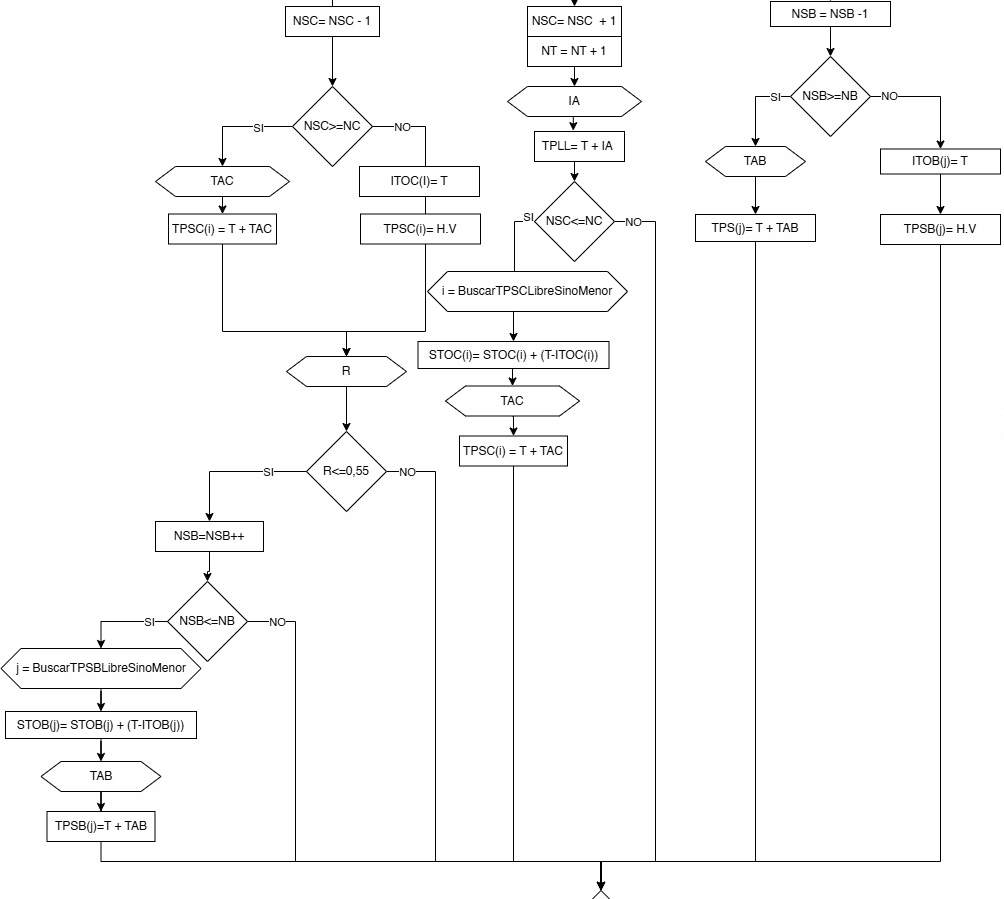 NSC= NSC - 1
NSC>=NC
SI
NO
TAC
ITOC(I)= T
TPSC(i) = T + TAC
TPSC(i)= H.V
R
R<=0,55
SI
NO
NSB=NSB++
NSB<=NB
SI
NO
j = BuscarTPSBLibreSinoMenor
STOB(j)= STOB(j) + (T-ITOB(j))
TAB
TPSB(j)=T + TAB
NSC= NSC + 1
NT = NT + 1
IA
TPLL= T + IA
NSC<=NC
SI
NO
i = BuscarTPSCLibreSinoMenor
STOC(i)= STOC(i) + (T-ITOC(i))
TAC
TPSC(i) = T + TAC
NSB = NSB -1
NSB>=NB
SI
NO
TAB
ITOB(j)= T
TPS(j)= T + TAB
TPSB(j)= H.V